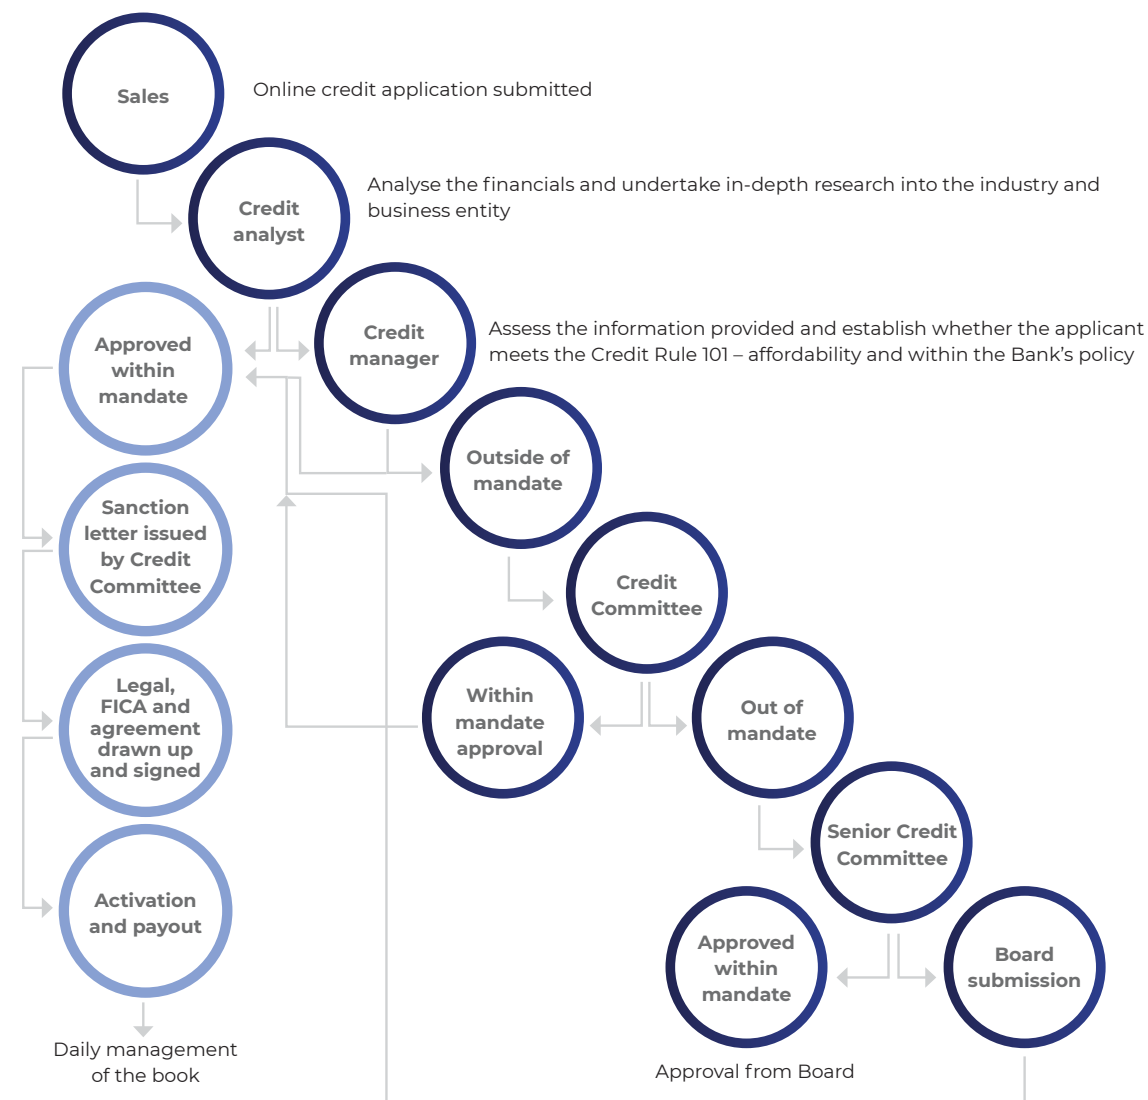 Sales
Online credit application submitted
Credit
analyst
Analyse the financials and undertake in-depth research into the industry and
business entity
Credit
manager
Assess the information provided and establish whether the applicant
meets the Credit Rule 101 – affordability and within the Bank's policy
Approved
within
mandate
Outside of
mandate
Sanction
letter issued
by Credit
Committee
Credit
Committee
Legal,
FICA and
agreement
drawn up
and signed
Within
mandate
approval
Out of
mandate
Senior Credit
Committee
Activation
and payout
Approved
within
mandate
Board
submission
Daily management
of the book
Approval from Board